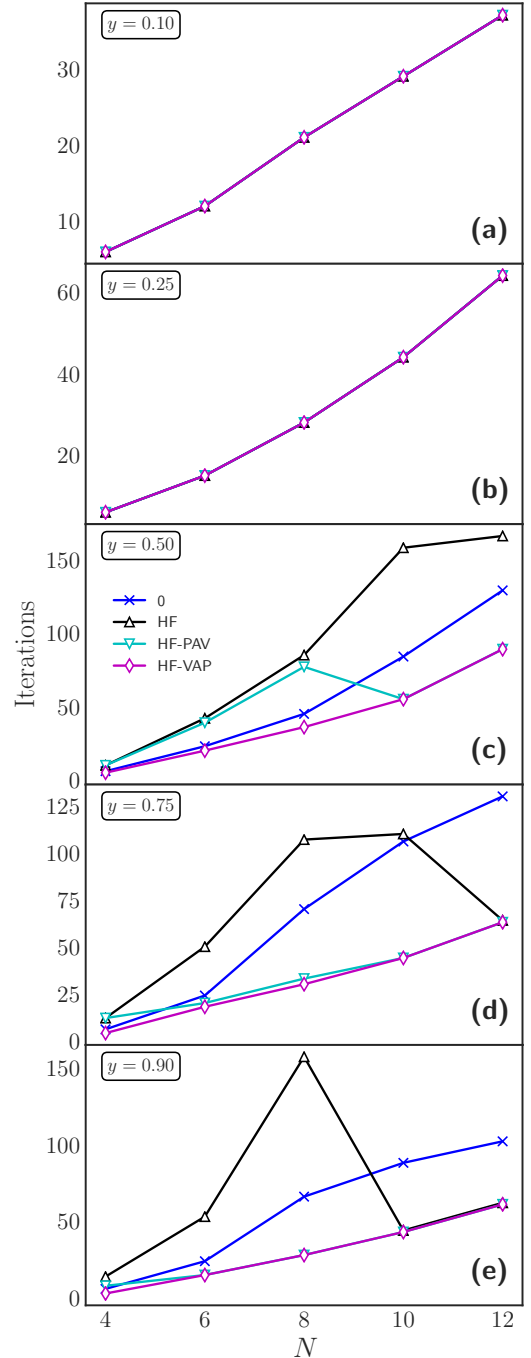 y = 0.10
30
20
10
(a)
y = 0.25
60
40
20
(b)
y = 0.50
150
100
50
0
0
HF
HF-PAV
HF-VAP
(c)
Iterations
y = 0.75
125
100
75
50
25
0
(d)
y = 0.90
150
100
50
0
(e)
4 6 8 10 12
N